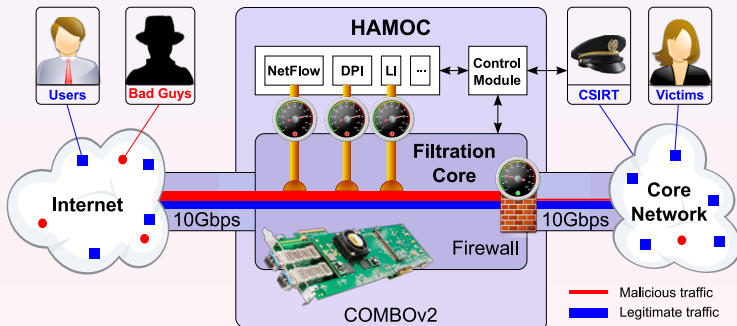 HAMOC
Users
Bad Guys
NetFlow
DPI
LI
...
Control
Module
CSIRT
Victims
Filtration
Core
Internet
10Gbps
Firewall
10Gbps
Core
Network
COMBOv2
Malicious traffic
Legitimate traffic